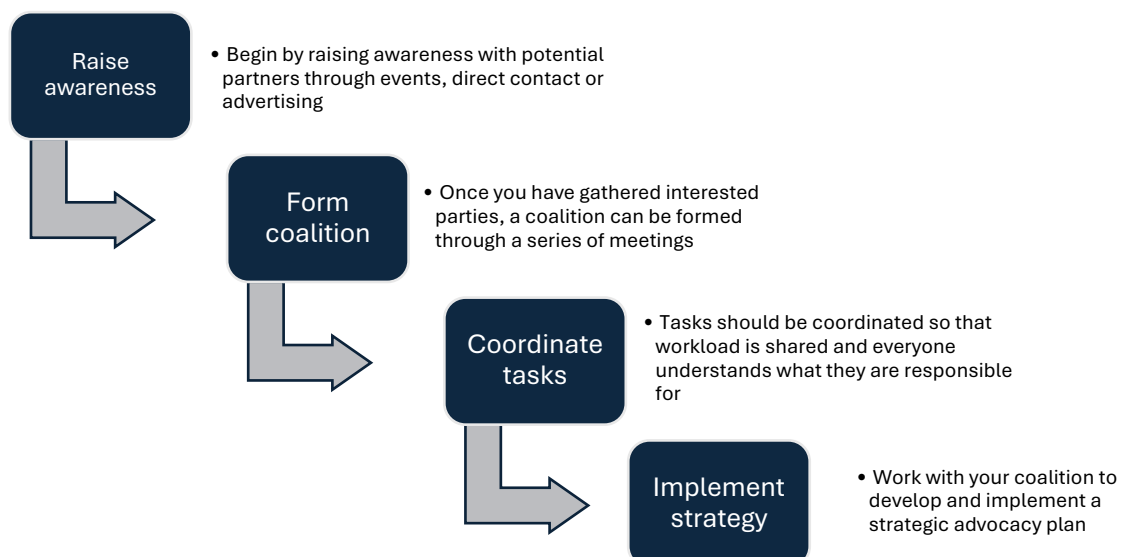 Raise
awareness
• Begin by raising awareness with potential
partners through events, direct contact or
advertising
Form
coalition
• Once you have gathered interested
parties, a coalition can be formed
through a series of meetings
Coordinate
tasks
• Tasks should be coordinated so that
workload is shared and everyone
understands what they are responsible
for
Implement
strategy
• Work with your coalition to
develop and implement a
strategic advocacy plan